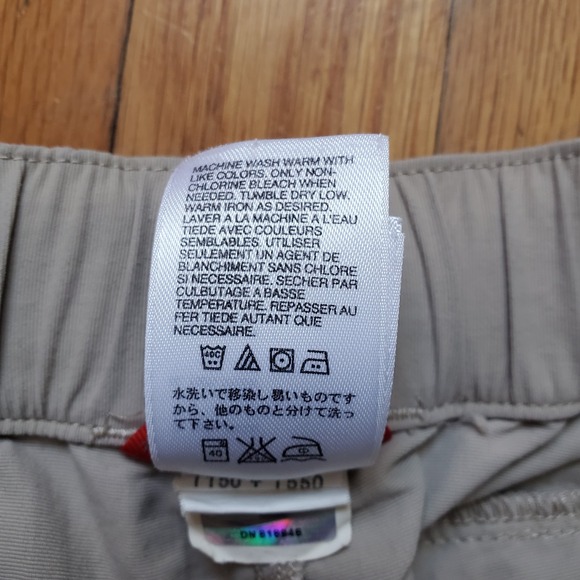 MACHINE WASH WARM WITH
LIKE COLORS. ONLY NON-
CHLORINE BLEACH WHEN
NEEDED. TUMBLE DRY LOW.
WARM IRON AS DESIRED.
LAVER A LA MACHINE A L'EAU
TIEDE AVEC COULEURS
SEMBLABLES. UTILISER
SEULEMENT UN AGENT DE
BLANCHIMENT SANS CHLORE
SI NECESSAIRE. SECHER PAR
CULBUTAGE A BASSE
TEMPERATURE. REPASSER AU
FER TIEDE AUTANT QUE
NECESSAIRE.
40C
水洗いで移染し易いものです
から、他のものと分けて洗っ
て下さい。
40
1150 + 1550